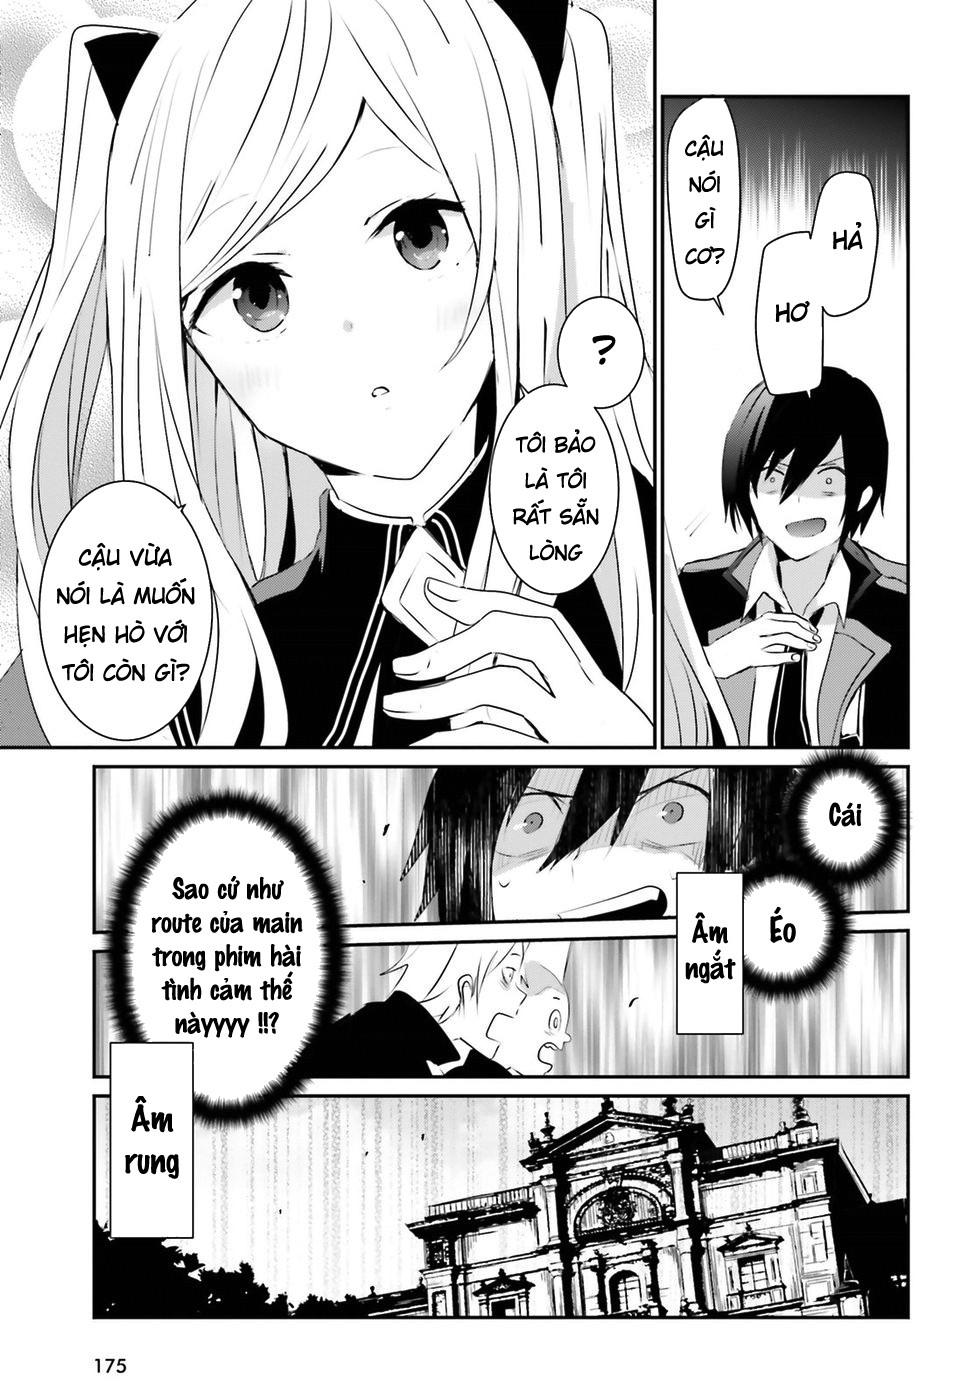 HẢ
HƠ
CẬU
NÓI
GÌ
CƠ?
?
TÔI BẢO
LÀ TÔI
RẤT SẴN
LÒNG
CẬU VỪA
NÓI LÀ MUỐN
HẸN HÒ VỚI
TÔI CÒN GÌ?
Cái
Éo
Âm
ngắt
Sao cứ như
route của main
trong phim hài
tình cảm thế
nàyyyy !!?
Âm
rung
175